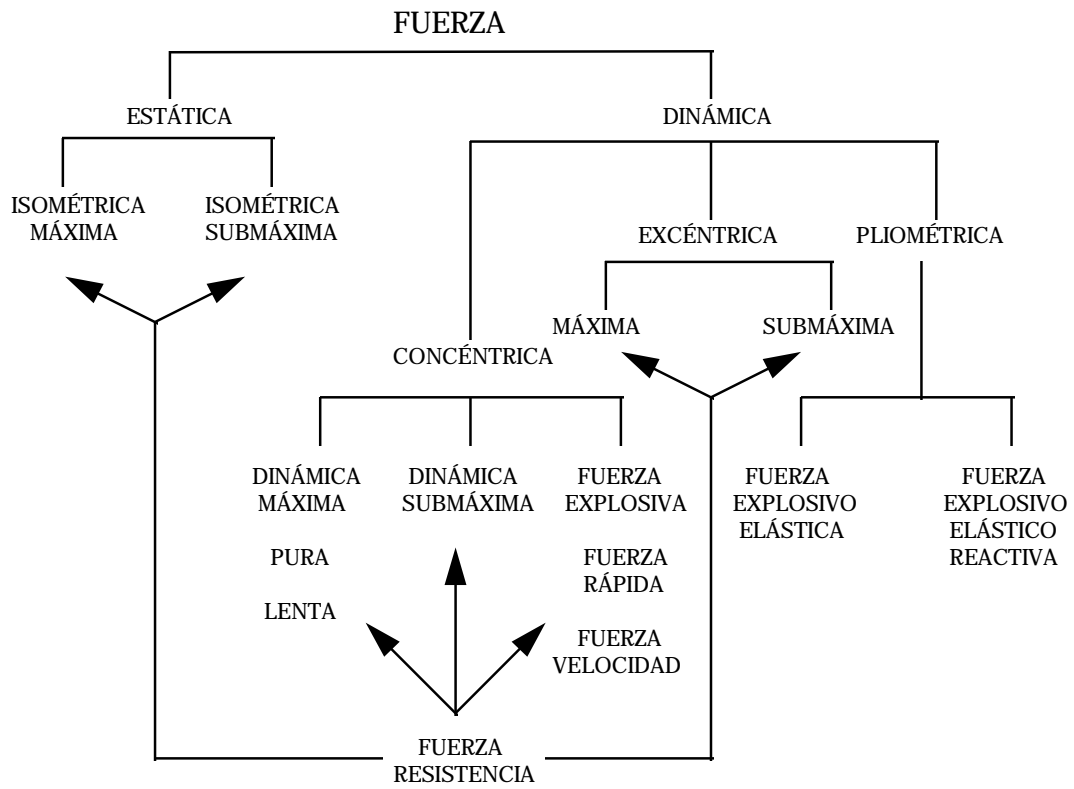 FUERZA
ESTÁTICA
DINÁMICA
ISOMÉTRICA
MÁXIMA
ISOMÉTRICA
SUBMÁXIMA
EXCÉNTRICA
PLIOMÉTRICA
MÁXIMA
SUBMÁXIMA
CONCÉNTRICA
DINÁMICA
MÁXIMA
PURA
LENTA
DINÁMICA
SUBMÁXIMA
FUERZA
EXPLOSIVA
FUERZA
RÁPIDA
FUERZA
VELOCIDAD
FUERZA
EXPLOSIVO
ELÁSTICA
FUERZA
EXPLOSIVO
ELÁSTICO
REACTIVA
FUERZA
RESISTENCIA